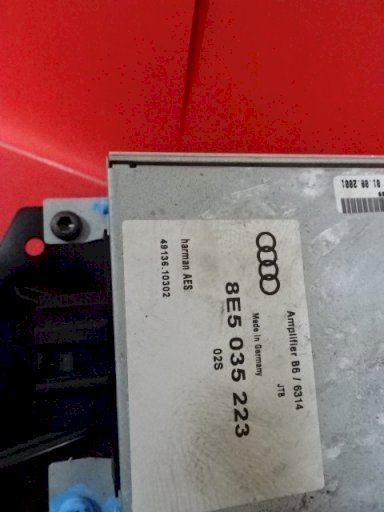 Amplifier B6 / 6314
JTB
Made in Germany
8E5 035 223
02S
harman AES
49136.10302